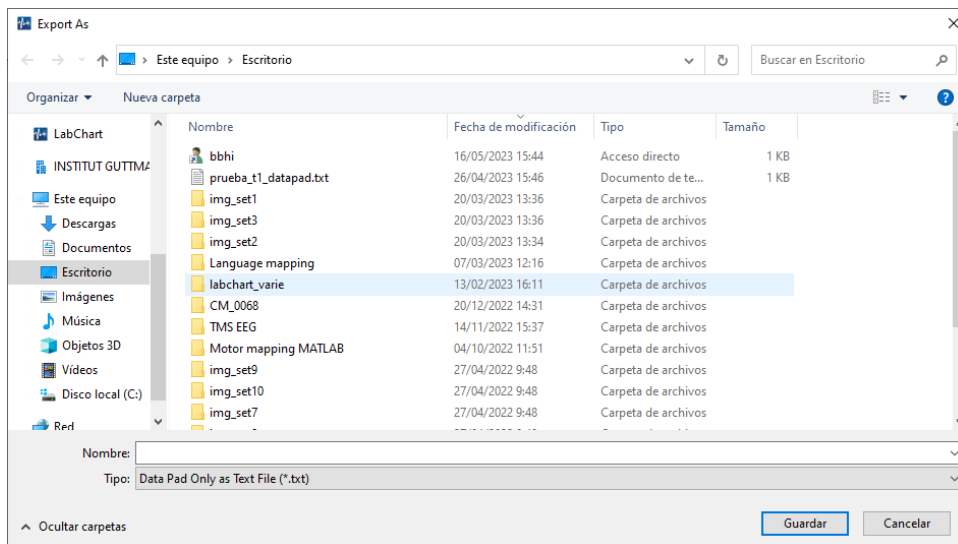 Export As
Este equipo > Escritorio
Buscar en Escritorio
Organizar
Nueva carpeta
LabChart
INSTITUT GUTTMA
Este equipo
Descargas
Documentos
Escritorio
Imágenes
Música
Objetos 3D
Vídeos
Disco local (C:)
Red
Nombre Fecha de modificación Tipo Tamaño
bbhi 16/05/2023 15:44 Acceso directo 1 KB
prueba_t1_datapad.txt 26/04/2023 15:46 Documento de te... 1 KB
img_set1 20/03/2023 13:36 Carpeta de archivos
img_set3 20/03/2023 13:36 Carpeta de archivos
img_set2 20/03/2023 13:34 Carpeta de archivos
Language mapping 07/03/2023 12:16 Carpeta de archivos
labchart_varie 13/02/2023 16:11 Carpeta de archivos
CM_0068 20/12/2022 14:31 Carpeta de archivos
TMS EEG 14/11/2022 15:37 Carpeta de archivos
Motor mapping MATLAB 04/10/2022 11:51 Carpeta de archivos
img_set9 27/04/2022 9:48 Carpeta de archivos
img_set10 27/04/2022 9:48 Carpeta de archivos
img_set7 27/04/2022 9:48 Carpeta de archivos
Nombre:
Tipo: Data Pad Only as Text File (*.txt)
Ocultar carpetas
Guardar
Cancelar